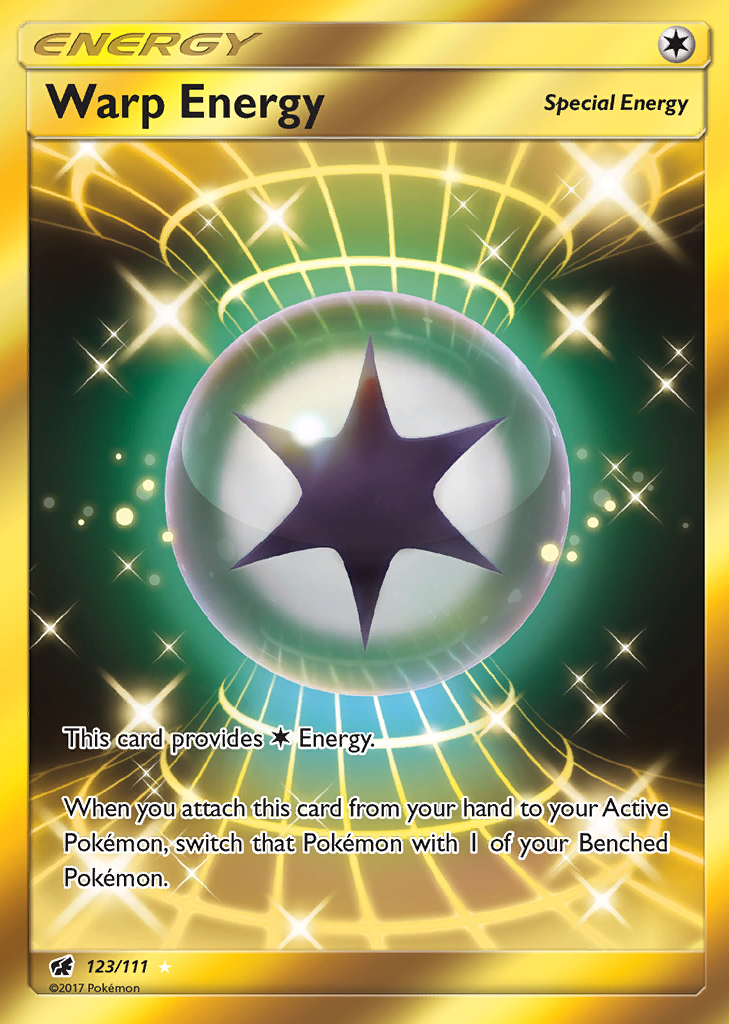 ENERGY
Warp Energy
Special Energy
This card provides Energy.
When you attach this card from your hand to your Active
Pokémon, switch that Pokémon with 1 of your Benched
Pokémon.
123/111
©2017 Pokémon